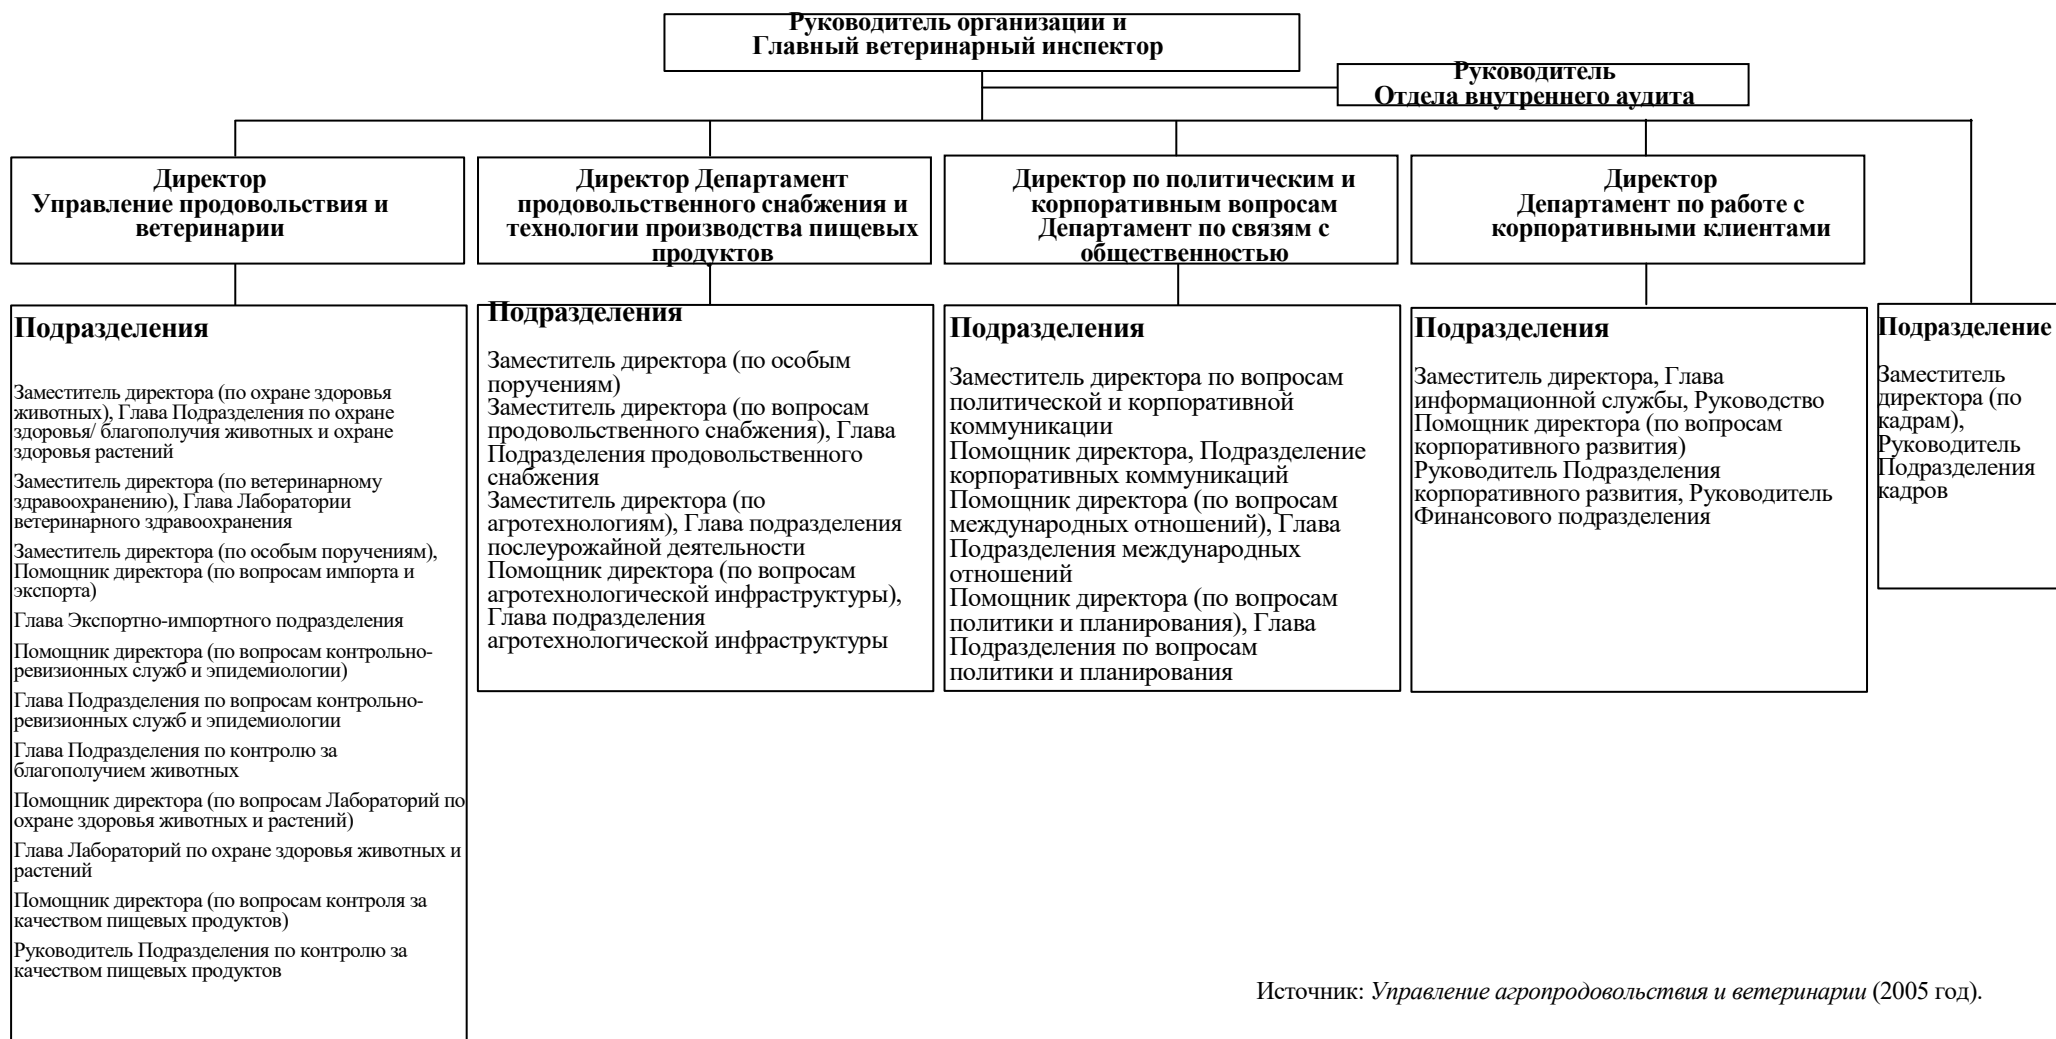 Руководитель организации и
Главный ветеринарный инспектор
Руководитель
Отдела внутреннего аудита
Директор
Управление продовольствия и
ветеринарии
Директор Департамент
продовольственного снабжения и
технологии производства пищевых
продуктов
Директор по политическим и
корпоративным вопросам
Департамент по связям с
общественностью
Директор
Департамент по работе с
корпоративными клиентами
Подразделения
Заместитель директора (по охране здоровья
животных), Глава Подразделения по охране
здоровья/ благополучия животных и охране
здоровья растений
Заместитель директора (по ветеринарному
здравоохранению), Глава Лаборатории
ветеринарного здравоохранения
Заместитель директора (по особым поручениям),
Помощник директора (по вопросам импорта и
экспорта)
Глава Экспортно-импортного подразделения
Помощник директора (по вопросам контрольно-
ревизионных служб и эпидемиологии)
Глава Подразделения по вопросам контрольно-
ревизионных служб и эпидемиологии
Глава Подразделения по контролю за
благополучием животных
Помощник директора (по вопросам Лабораторий по
охране здоровья животных и растений)
Глава Лабораторий по охране здоровья животных и
растений
Помощник директора (по вопросам контроля за
качеством пищевых продуктов)
Руководитель Подразделения по контролю за
качеством пищевых продуктов
Подразделения
Заместитель директора (по особым
поручениям)
Заместитель директора (по вопросам
продовольственного снабжения), Глава
Подразделения продовольственного
снабжения
Заместитель директора (по
агротехнологиям), Глава подразделения
послеурожайной деятельности
Помощник директора (по вопросам
агротехнологической инфраструктуры),
Глава подразделения
агротехнологической инфраструктуры
Подразделения
Заместитель директора по вопросам
политической и корпоративной
коммуникации
Помощник директора, Подразделение
корпоративных коммуникаций
Помощник директора (по вопросам
международных отношений), Глава
Подразделения международных
отношений
Помощник директора (по вопросам
политики и планирования), Глава
Подразделения по вопросам
политики и планирования
Подразделения
Заместитель директора, Глава
информационной службы, Руководство
Помощник директора (по вопросам
корпоративного развития)
Руководитель Подразделения
корпоративного развития, Руководитель
Финансового подразделения
Подразделение
Заместитель
директора (по
кадрам),
Руководитель
Подразделения
кадров
Источник: Управление агропродовольствия и ветеринарии (2005 год).